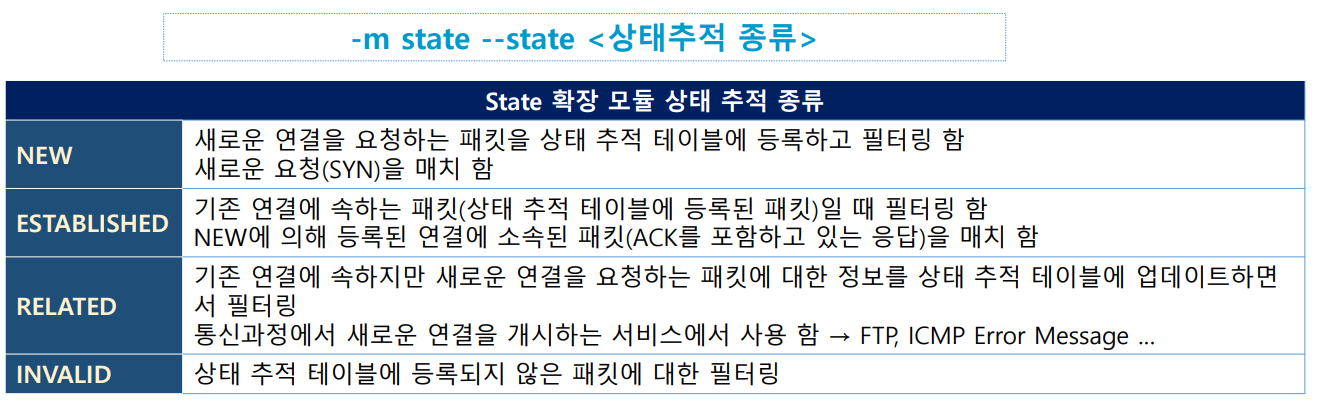 -m state --state <상태추적 종류>
State 확장 모듈 상태 추적 종류
NEW
새로운 연결을 요청하는 패킷을 상태 추적 테이블에 등록하고 필터링 함
새로운 요청(SYN)을 매치 함
ESTABLISHED
기존 연결에 속하는 패킷(상태 추적 테이블에 등록된 패킷)일 때 필터링 함
NEW에 의해 등록된 연결에 소속된 패킷(ACK를 포함하고 있는 응답)을 매치 함
RELATED
기존 연결에 속하지만 새로운 연결을 요청하는 패킷에 대한 정보를 상태 추적 테이블에 업데이트하면
서 필터링
통신과정에서 새로운 연결을 개시하는 서비스에서 사용 함 → FTP, ICMP Error Message ...
INVALID
상태 추적 테이블에 등록되지 않은 패킷에 대한 필터링